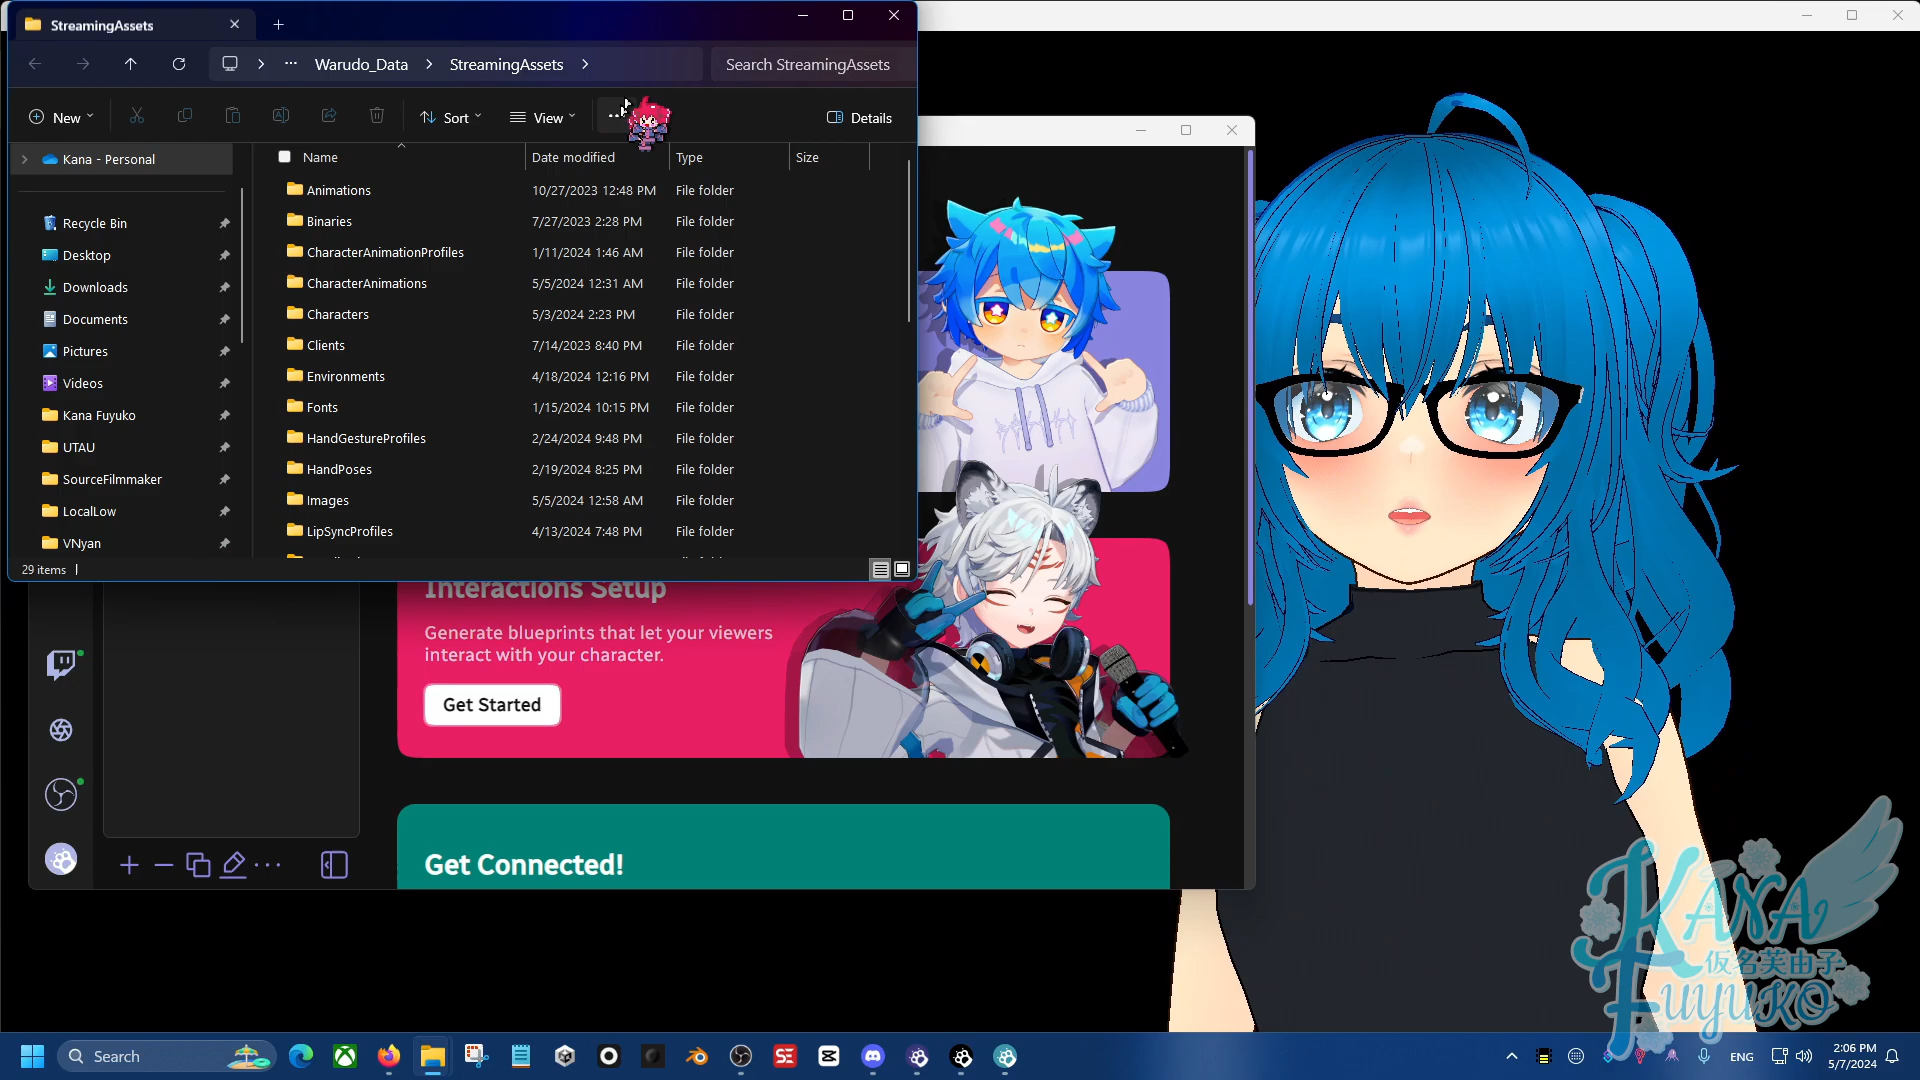 StreamingAssets
Warudo_Data
StreamingAssets
Search StreamingAssets
New
Sort
View
Details
Kana - Personal
Recycle Bin
Desktop
Downloads
Documents
Pictures
Videos
Kana Fuyuko
UTAU
SourceFilmmaker
LocalLow
VNyan
Name Date modified Type Size
Animations 10/27/2023 12:48 PM File folder
Binaries 7/27/2023 2:28 PM File folder
CharacterAnimationProfiles 1/11/2024 1:46 AM File folder
CharacterAnimations 5/5/2024 12:31 AM File folder
Characters 5/3/2024 2:23 PM File folder
Clients 7/14/2023 8:40 PM File folder
Environments 4/18/2024 12:16 PM File folder
Fonts 1/15/2024 10:15 PM File folder
HandGestureProfiles 2/24/2024 9:48 PM File folder
HandPoses 2/19/2024 8:25 PM File folder
Images 5/5/2024 12:58 AM File folder
LipSyncProfiles 4/13/2024 7:48 PM File folder
29 items
Interactions Setup
Generate blueprints that let your viewers
interact with your character.
Get Started
Get Connected!
KANA
仮名芙由子
FUYUKO
Search
SE
ENG
2:06 PM
5/7/2024